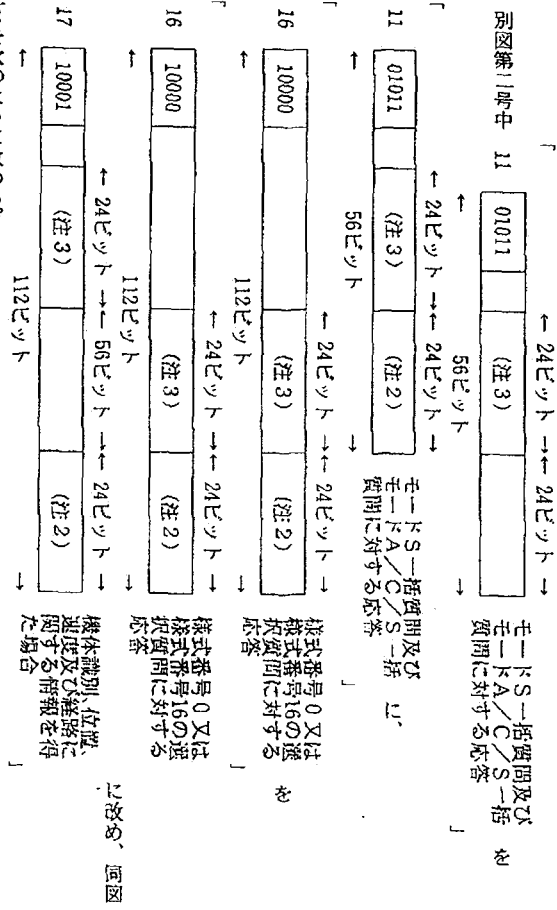 別図第二号中
「
11
01011
(注3)
← 24ビット →← 24ビット →
← 56ビット →
モードS一括質問及び
モードA/C/S一括
質問に対する応答
」
を
「
11
01011
(注3)
(注2)
← 24ビット →← 24ビット →
← 56ビット →
モードS一括質問及び
モードA/C/S一括
質問に対する応答
」
に、
「
16
10000
(注3)
(注2)
← 24ビット →← 24ビット →
← 112ビット →
様式番号0又は
様式番号16の選
択質問に対する
応答
」
を
「
16
10000
(注3)
(注2)
← 24ビット →← 24ビット →
← 112ビット →
様式番号0又は
様式番号16の選
択質問に対する
応答
17
10001
(注3)
(注2)
← 24ビット →← 56ビット →← 24ビット →
← 112ビット →
機体識別、位置、
速度及び経路に
関する情報を得
た場合
」
に改め、同図